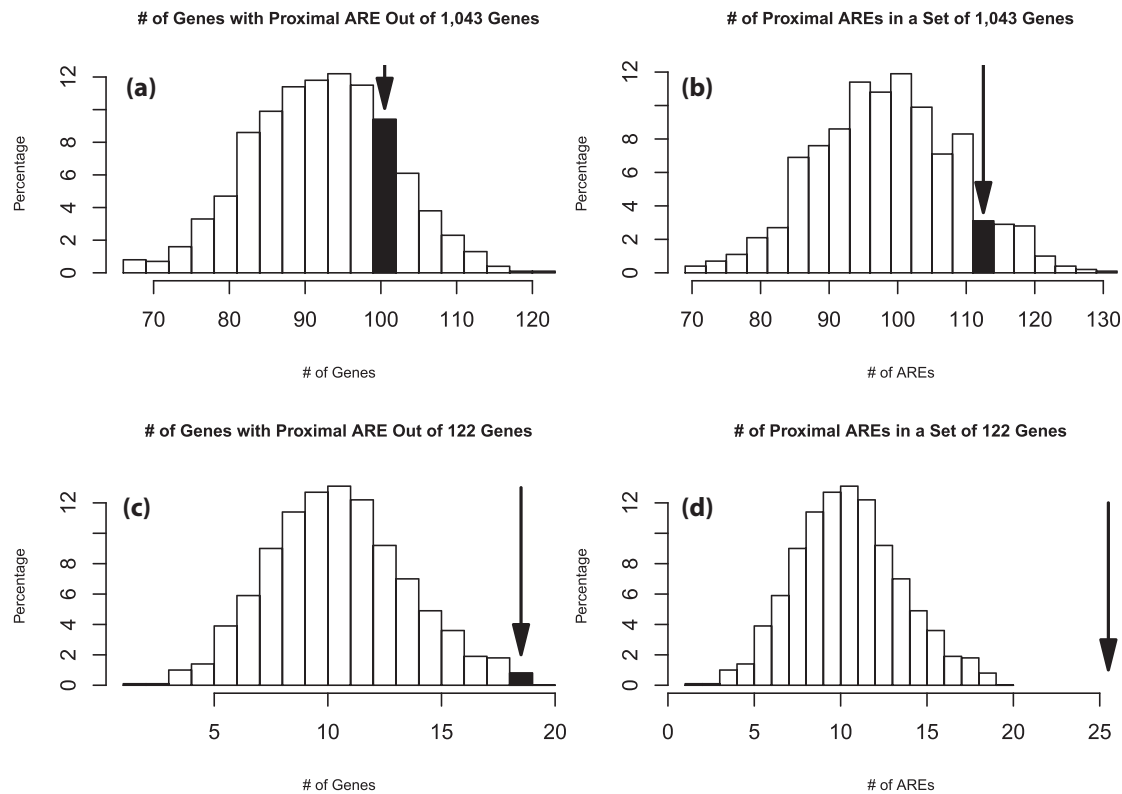 # of Genes with Proximal ARE Out of 1,043 Genes
(a)
Percentage
0 2 4 6 8 12
70 80 90 100 110 120
# of Genes
# of Proximal AREs in a Set of 1,043 Genes
(b)
Percentage
0 2 4 6 8 12
70 80 90 100 110 120 130
# of AREs
# of Genes with Proximal ARE Out of 122 Genes
(c)
Percentage
0 2 4 6 8 12
5 10 15 20
# of Genes
# of Proximal AREs in a Set of 122 Genes
(d)
Percentage
0 2 4 6 8 12
0 5 10 15 20 25
# of AREs